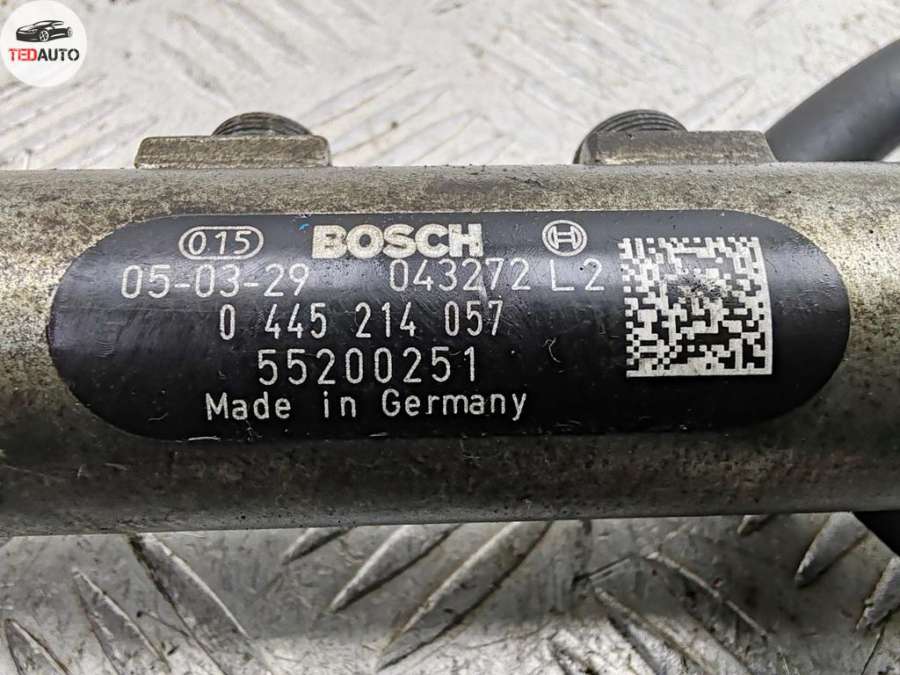 TEDAUTO
015 BOSCH H
05-03-29 043272 L2
0 445 214 057
55200251
Made in Germany